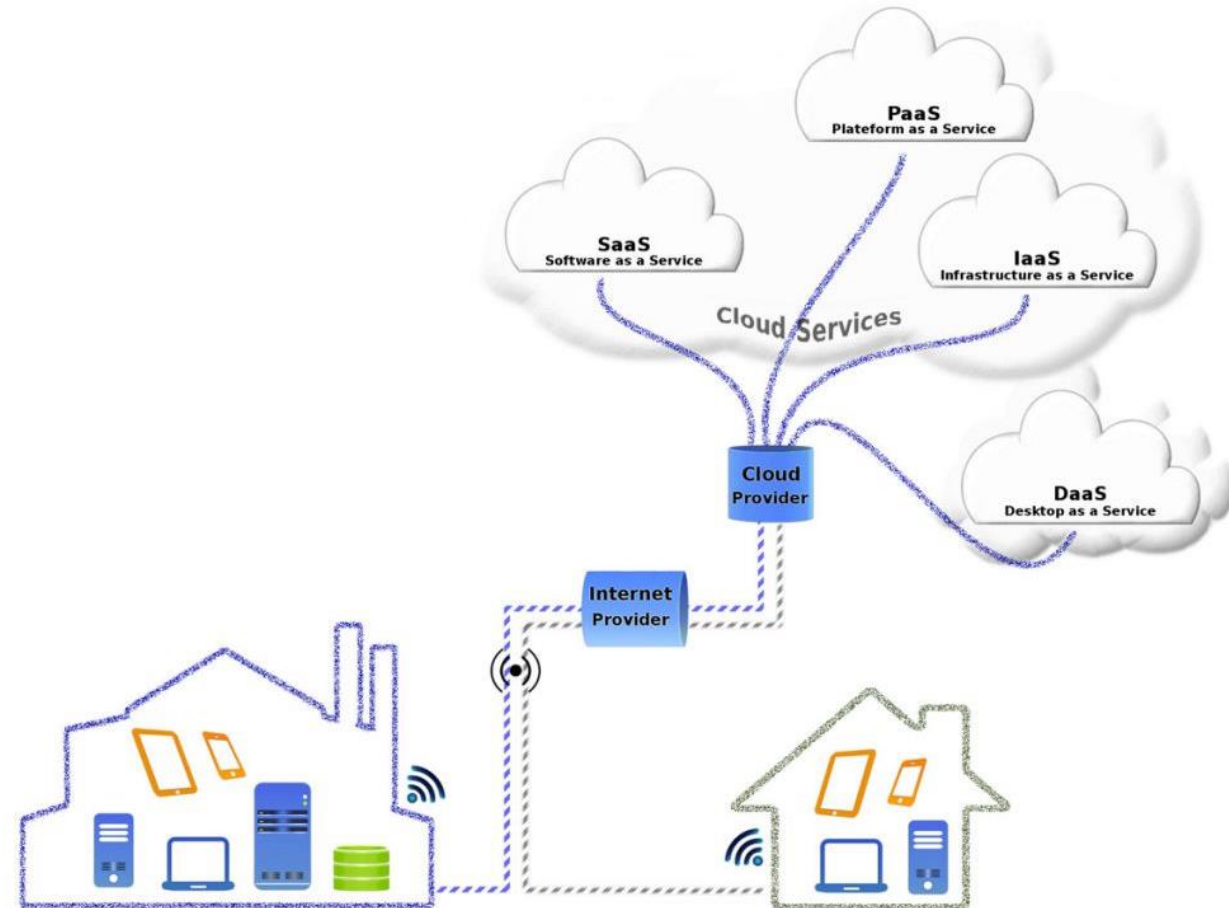 PaaS
Plateform as a Service
SaaS
Software as a Service
IaaS
Infrastructure as a Service
Cloud Services
Cloud
Provider
DaaS
Desktop as a Service
Internet
Provider